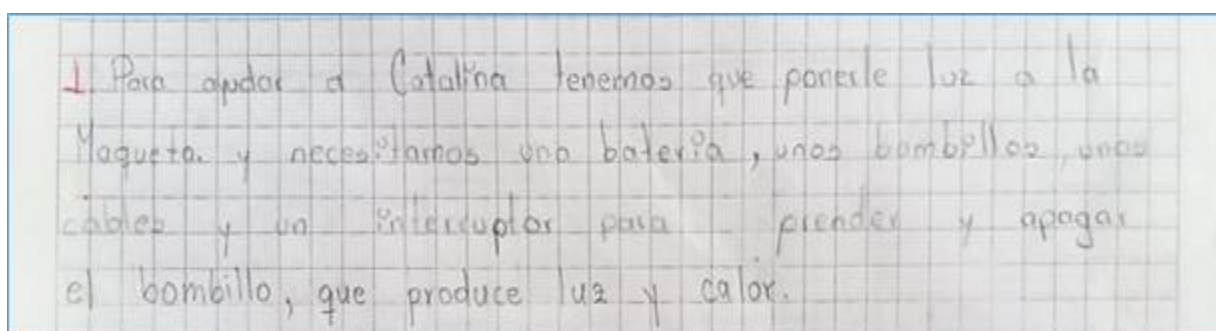 1. Para ayudar a Catalina tenemos que ponerle luz a la
Maqueta. y necesitamos una batería, unos bombillos, unos
cables y un interruptor para prender y apagar
el bombillo, que produce luz y calor.